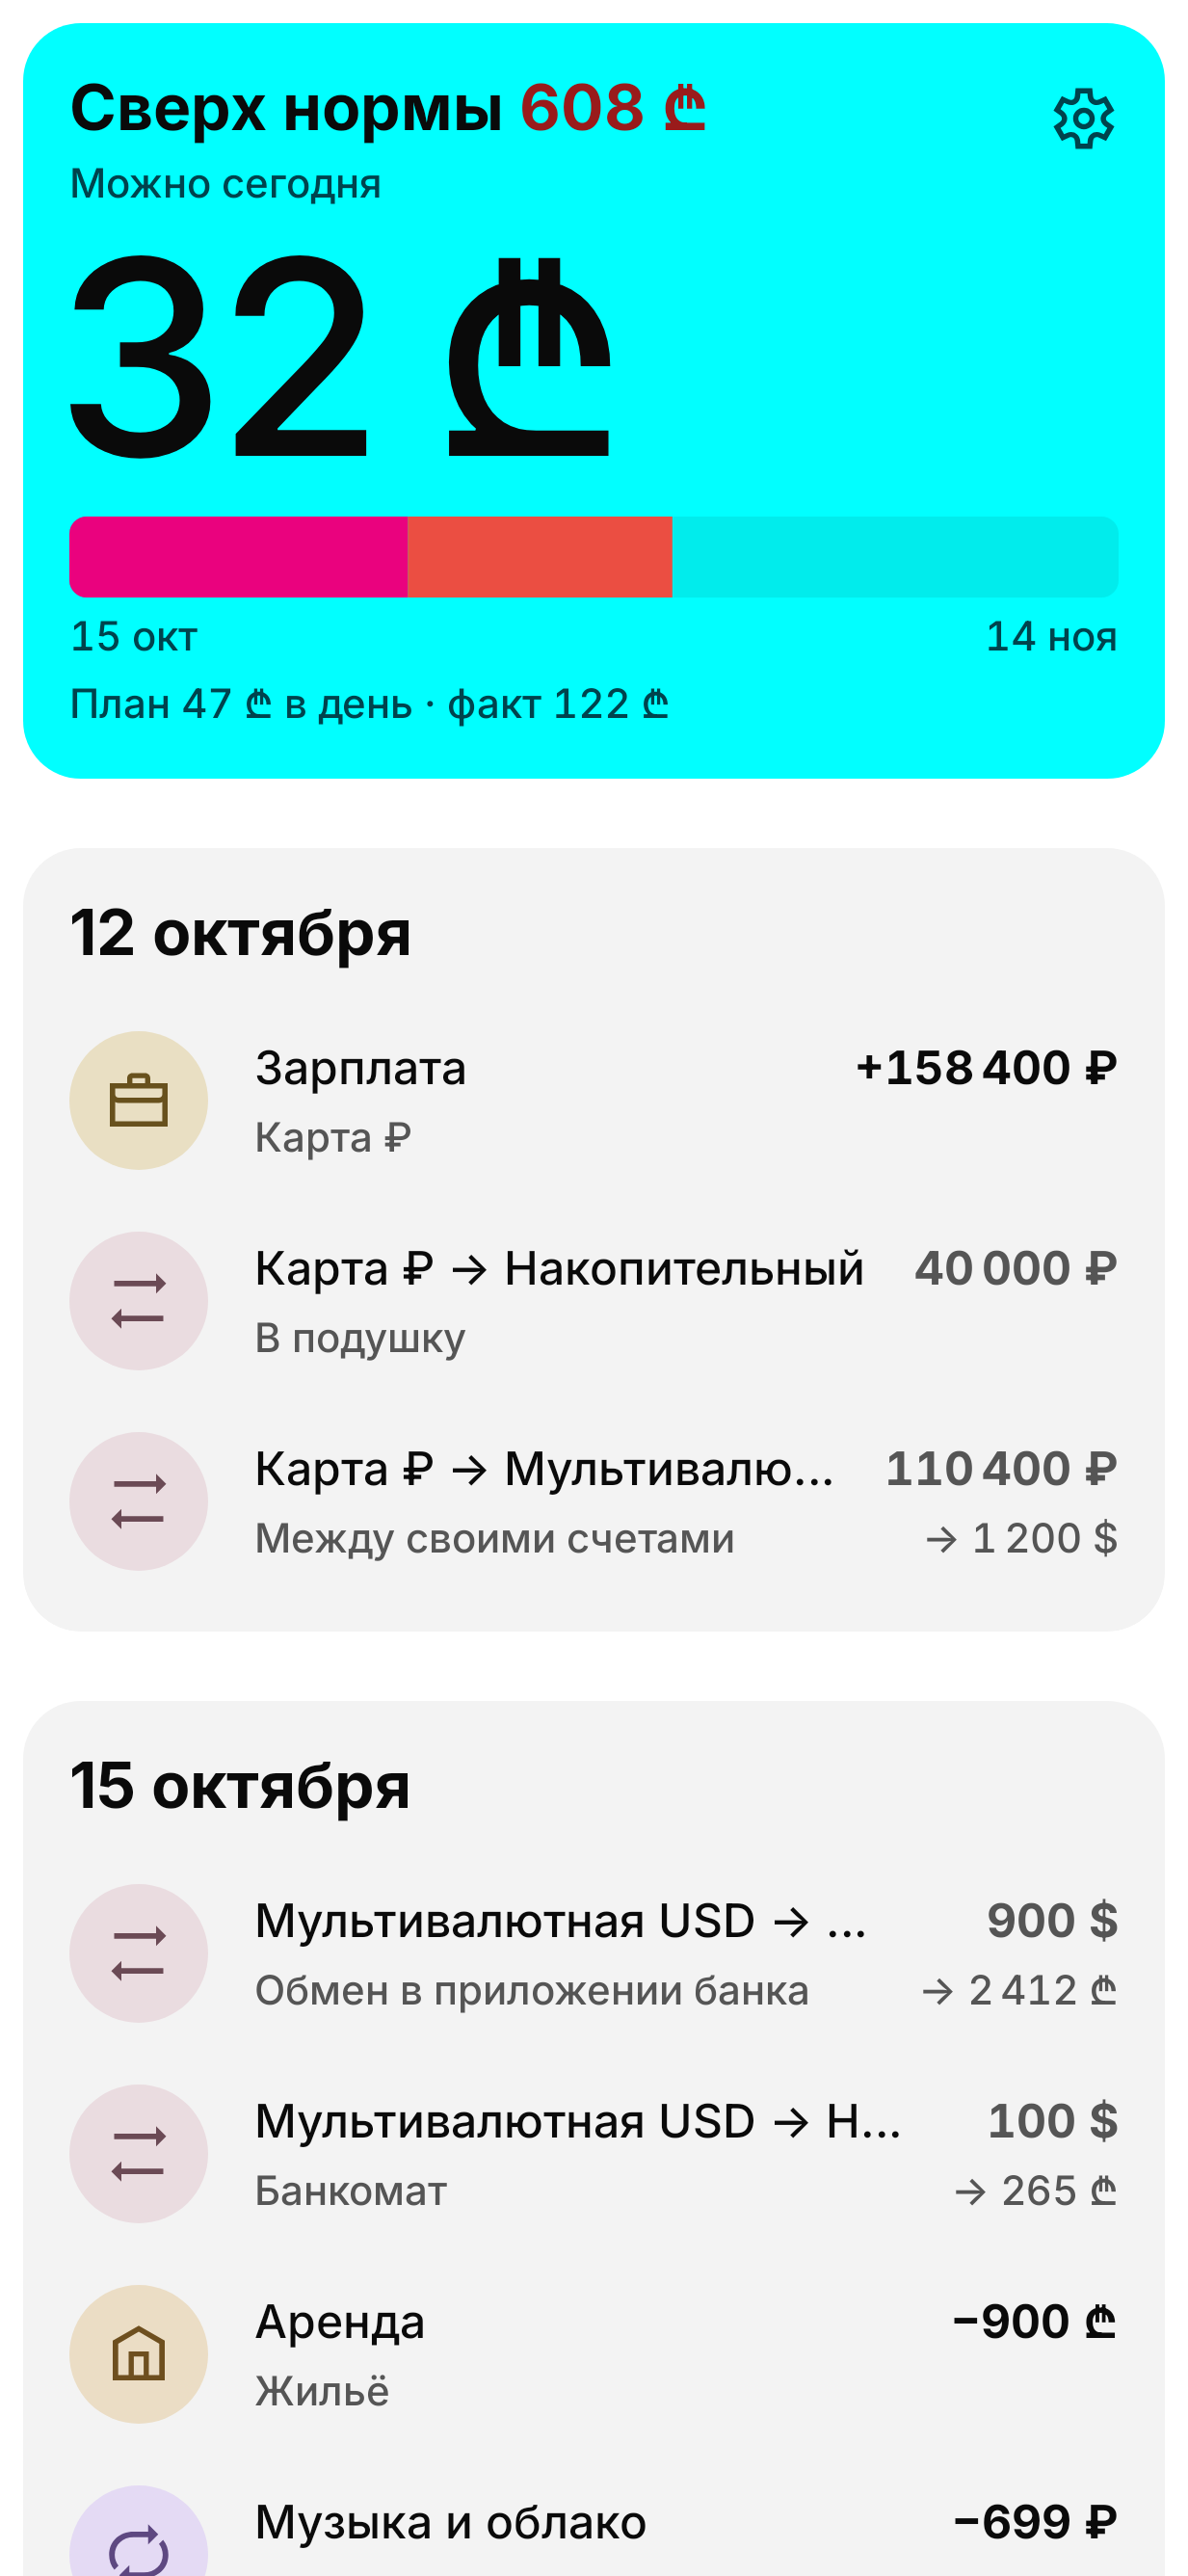 Сверх нормы 608 ₾
Можно сегодня
32 ₾
15 окт 14 ноя
План 47 ₾ в день · факт 122 ₾
12 октября
Зарплата +158 400 ₽
Карта ₽
Карта ₽ → Накопительный 40 000 ₽
В подушку
Карта ₽ → Мультивалю... 110 400 ₽
Между своими счетами → 1 200 $
15 октября
Мультивалютная USD → ... 900 $
Обмен в приложении банка → 2 412 ₾
Мультивалютная USD → Н... 100 $
Банкомат → 265 ₾
Аренда −900 ₾
Жильё
Музыка и облако −699 ₽